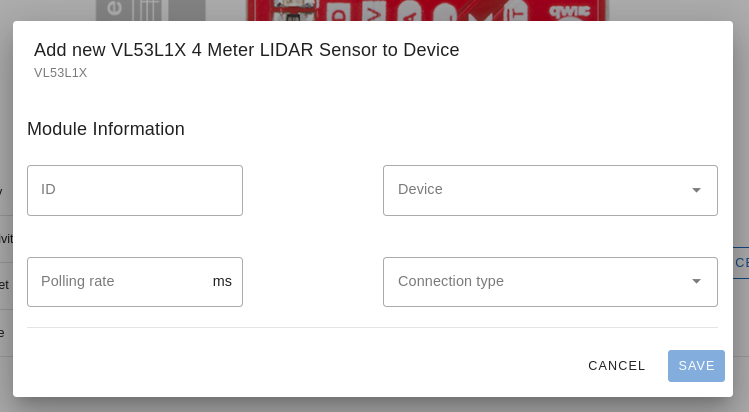 Add new VL53L1X 4 Meter LIDAR Sensor to Device
VL53L1X
Module Information
ID
Device
Polling rate ms
Connection type
CANCEL SAVE